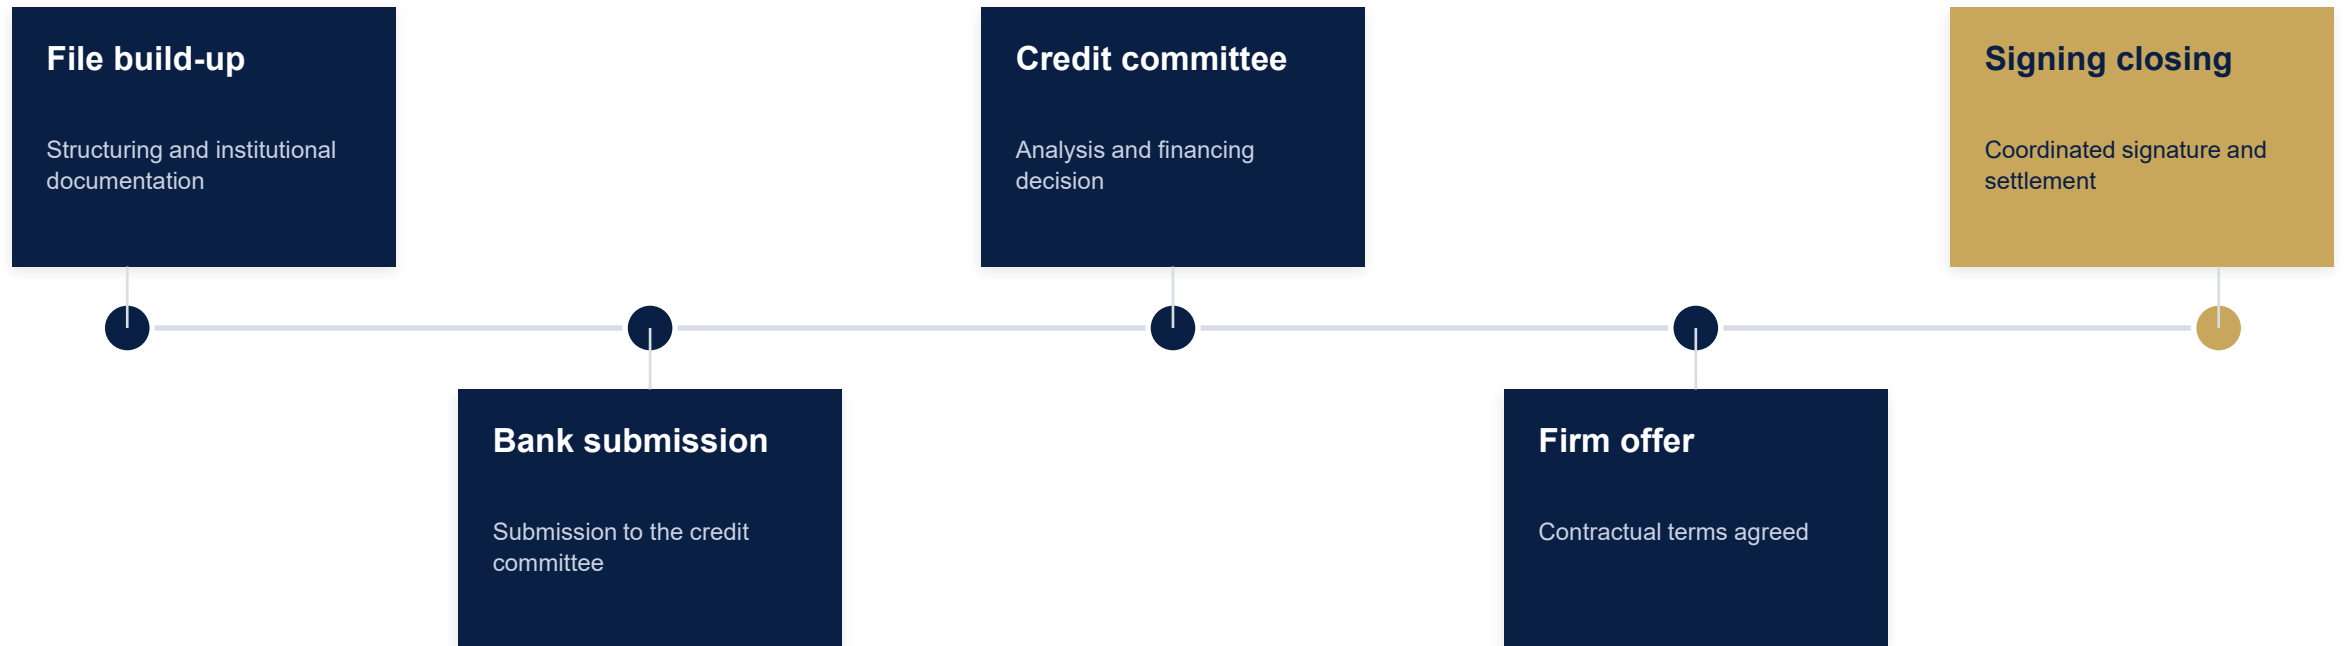 File build-up
Structuring and institutional
documentation
Bank submission
Submission to the credit
committee
Credit committee
Analysis and financing
decision
Firm offer
Contractual terms agreed
Signing closing
Coordinated signature and
settlement